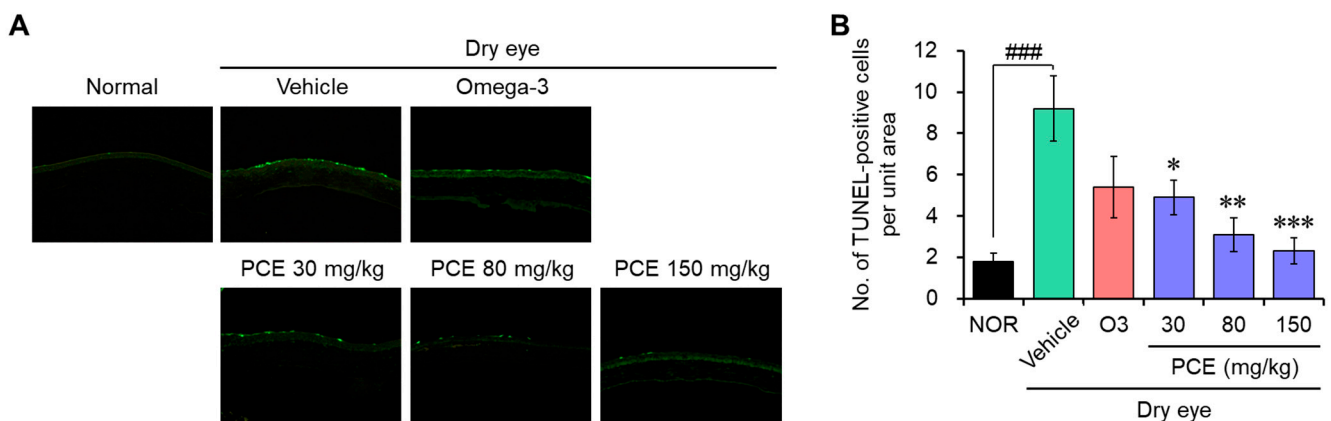 A
Dry eye
Normal Vehicle Omega-3
PCE 30 mg/kg PCE 80 mg/kg PCE 150 mg/kg
B
No. of TUNEL-positive cells
per unit area
12
10
8
6
4
2
0
###
*
**
***
NOR Vehicle O3 30 80 150
PCE (mg/kg)
Dry eye